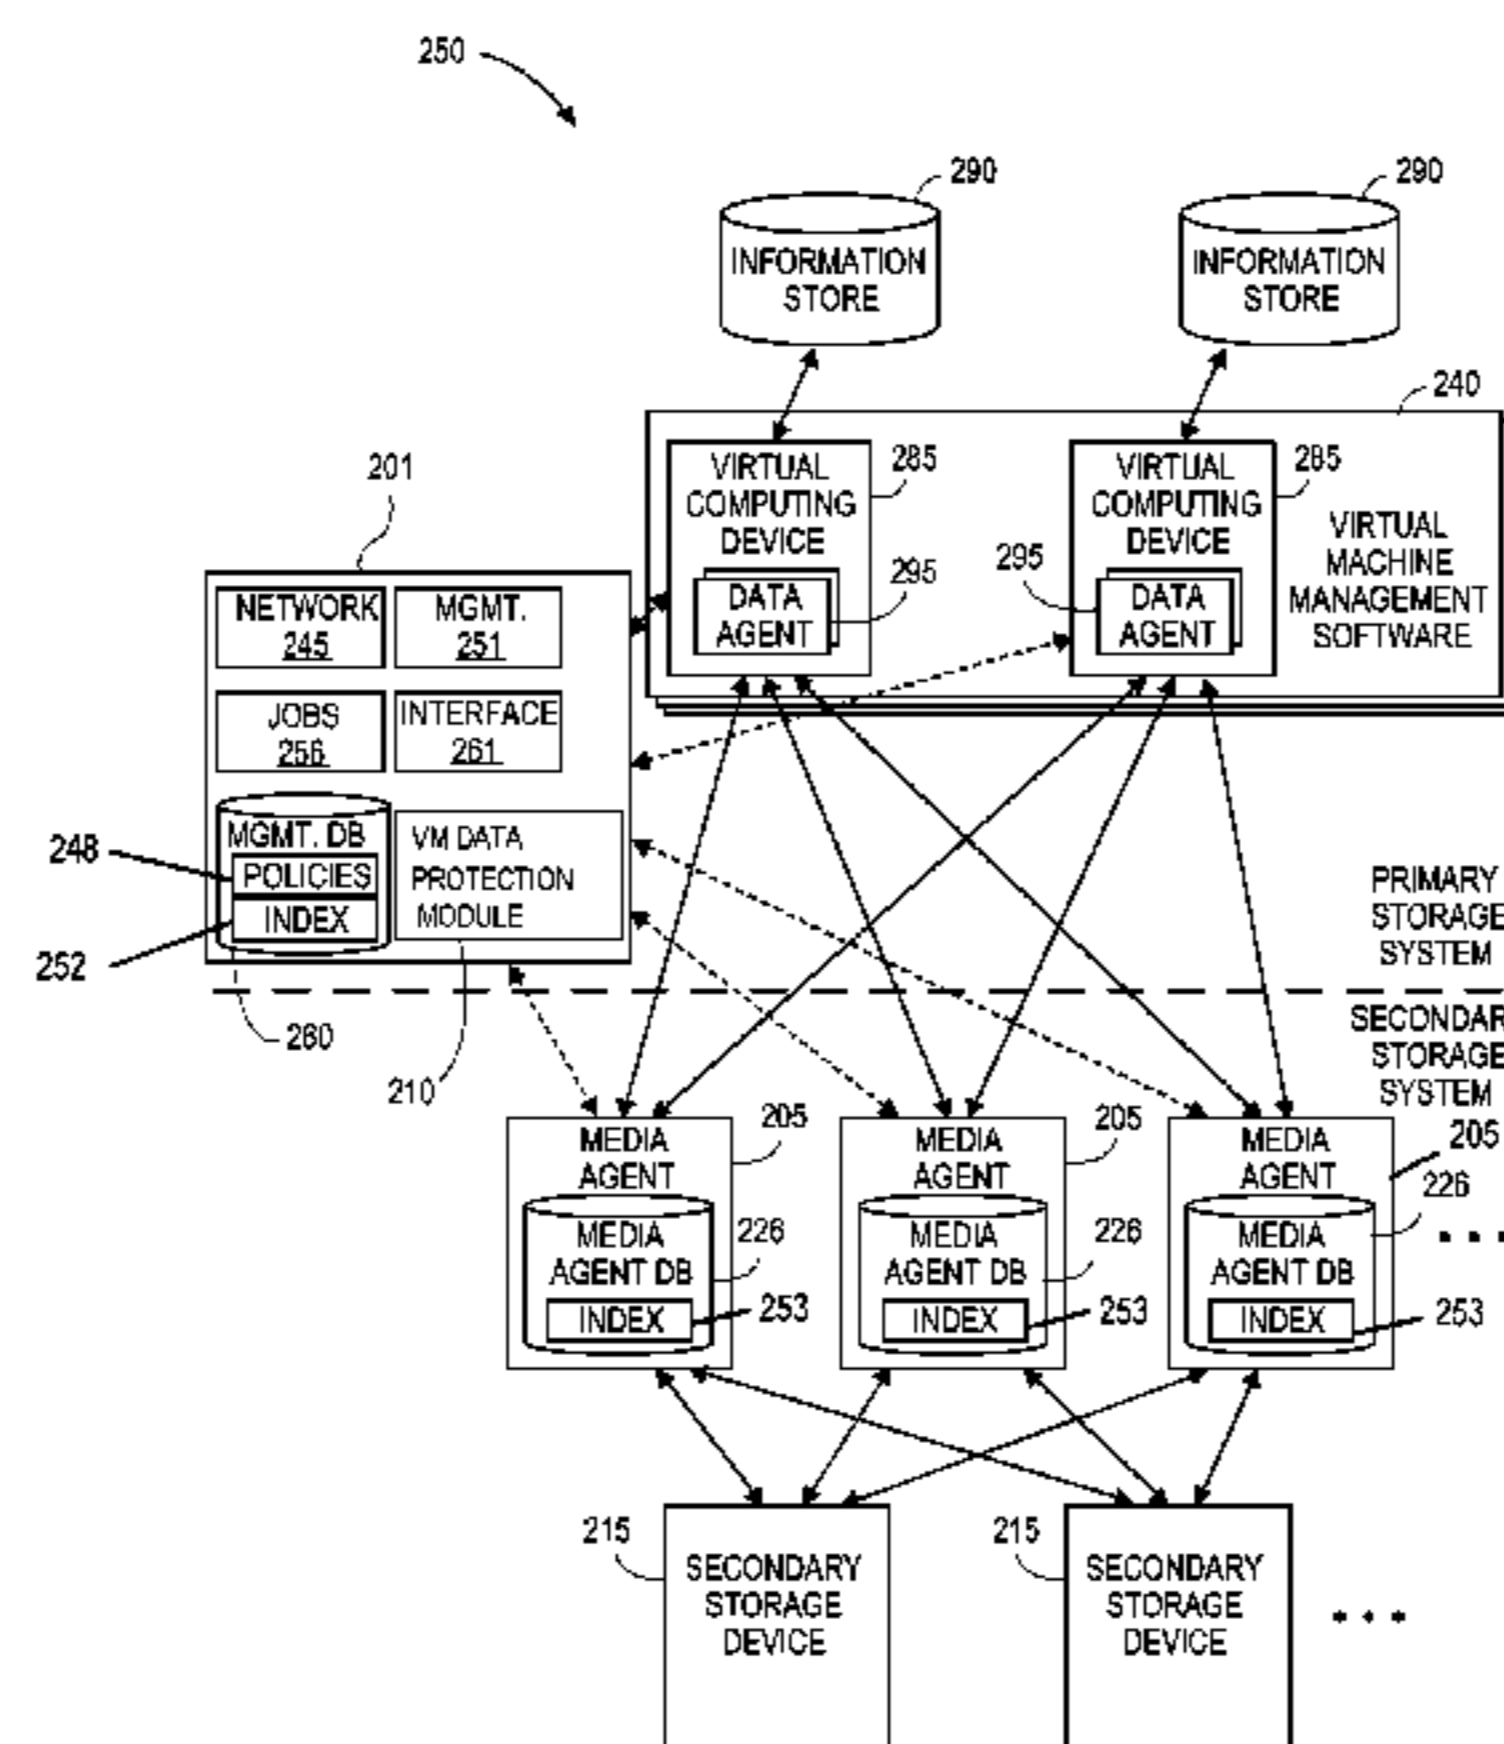 250
290
290
INFORMATION
STORE
INFORMATION
STORE
240
201
VIRTUAL
COMPUTING
DEVICE
285
VIRTUAL
COMPUTING
DEVICE
285
VIRTUAL
MACHINE
MANAGEMENT
SOFTWARE
295
DATA
AGENT
295
DATA
AGENT
NETWORK
245
MGMT.
251
JOBS
256
INTERFACE
261
MGMT. DB
POLICIES
INDEX
VM DATA
PROTECTION
MODULE
248
252
260
210
PRIMARY
STORAGE
SYSTEM
STORAGE
SYSTEM
MEDIA
AGENT
205
MEDIA
AGENT
205
MEDIA
AGENT
205
MEDIA
AGENT DB
INDEX
226
253
MEDIA
AGENT DB
INDEX
226
253
MEDIA
AGENT DB
INDEX
226
253
215
SECONDARY
STORAGE
DEVICE
215
SECONDARY
STORAGE
DEVICE